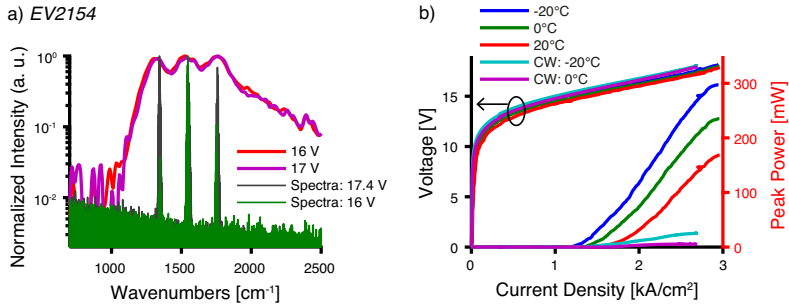 a) EV2154
Normalized Intensity (a. u.)
10⁰
10⁻¹
10⁻²
16 V
17 V
Spectra: 17.4 V
Spectra: 16 V
1000
1500
2000
2500
Wavenumbers [cm⁻¹]
b)
-20°C
0°C
20°C
CW: -20°C
CW: 0°C
Voltage [V]
15
10
5
0
300
200
100
0
Peak Power [mW]
0
1
2
3
Current Density [kA/cm²]